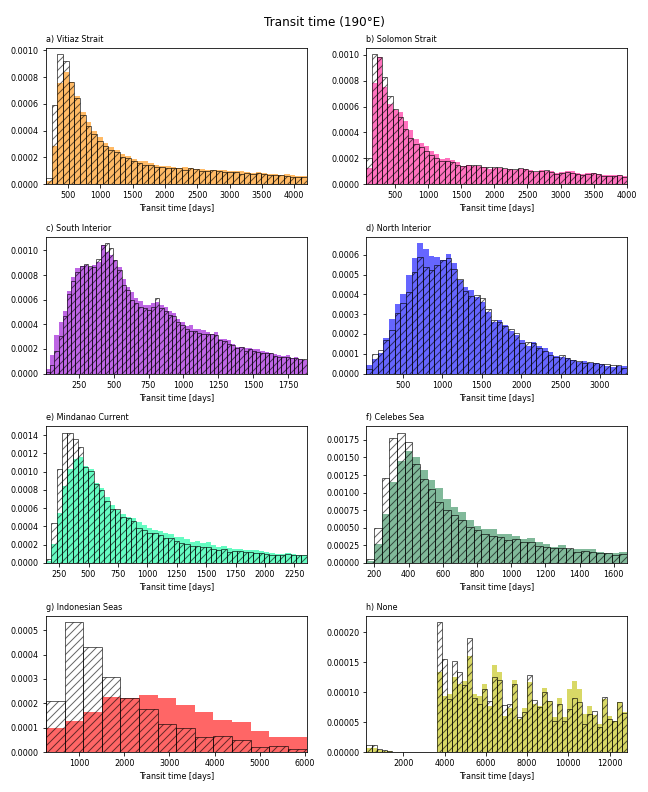 Transit time (190°E)
a) Vitiaz Strait
b) Solomon Strait
0.0010
0.0008
0.0006
0.0004
0.0002
0.0000
500 1000 1500 2000 2500 3000 3500 4000
Transit time [days]
0.0010
0.0008
0.0006
0.0004
0.0002
0.0000
500 1000 1500 2000 2500 3000 3500 4000
Transit time [days]
c) South Interior
d) North Interior
0.0010
0.0008
0.0006
0.0004
0.0002
0.0000
250 500 750 1000 1250 1500 1750
Transit time [days]
0.0006
0.0005
0.0004
0.0003
0.0002
0.0001
0.0000
500 1000 1500 2000 2500 3000
Transit time [days]
e) Mindanao Current
f) Celebes Sea
0.0014
0.0012
0.0010
0.0008
0.0006
0.0004
0.0002
0.0000
250 500 750 1000 1250 1500 1750 2000 2250
Transit time [days]
0.00175
0.00150
0.00125
0.00100
0.00075
0.00050
0.00025
0.00000
200 400 600 800 1000 1200 1400 1600
Transit time [days]
g) Indonesian Seas
h) None
0.0005
0.0004
0.0003
0.0002
0.0001
0.0000
1000 2000 3000 4000 5000 6000
Transit time [days]
0.00020
0.00015
0.00010
0.00005
0.00000
2000 4000 6000 8000 10000 12000
Transit time [days]